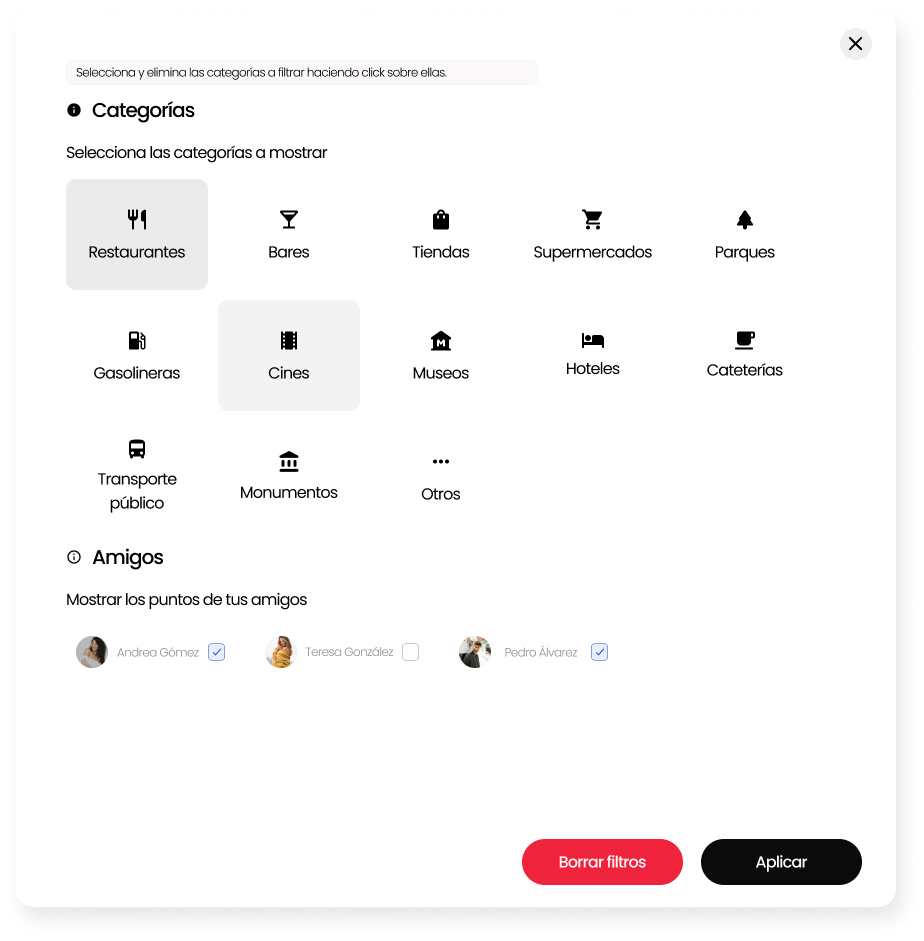 Selecciona y elimina las categorías a filtrar haciendo click sobre ellas.
Categorías
Selecciona las categorías a mostrar
Restaurantes
Bares
Tiendas
Supermercados
Parques
Gasolineras
Cines
Museos
Hoteles
Cateterías
Transporte
público
Monumentos
Otros
Amigos
Mostrar los puntos de tus amigos
Andrea Gómez
Teresa González
Pedro Álvarez
Borrar filtros
Aplicar